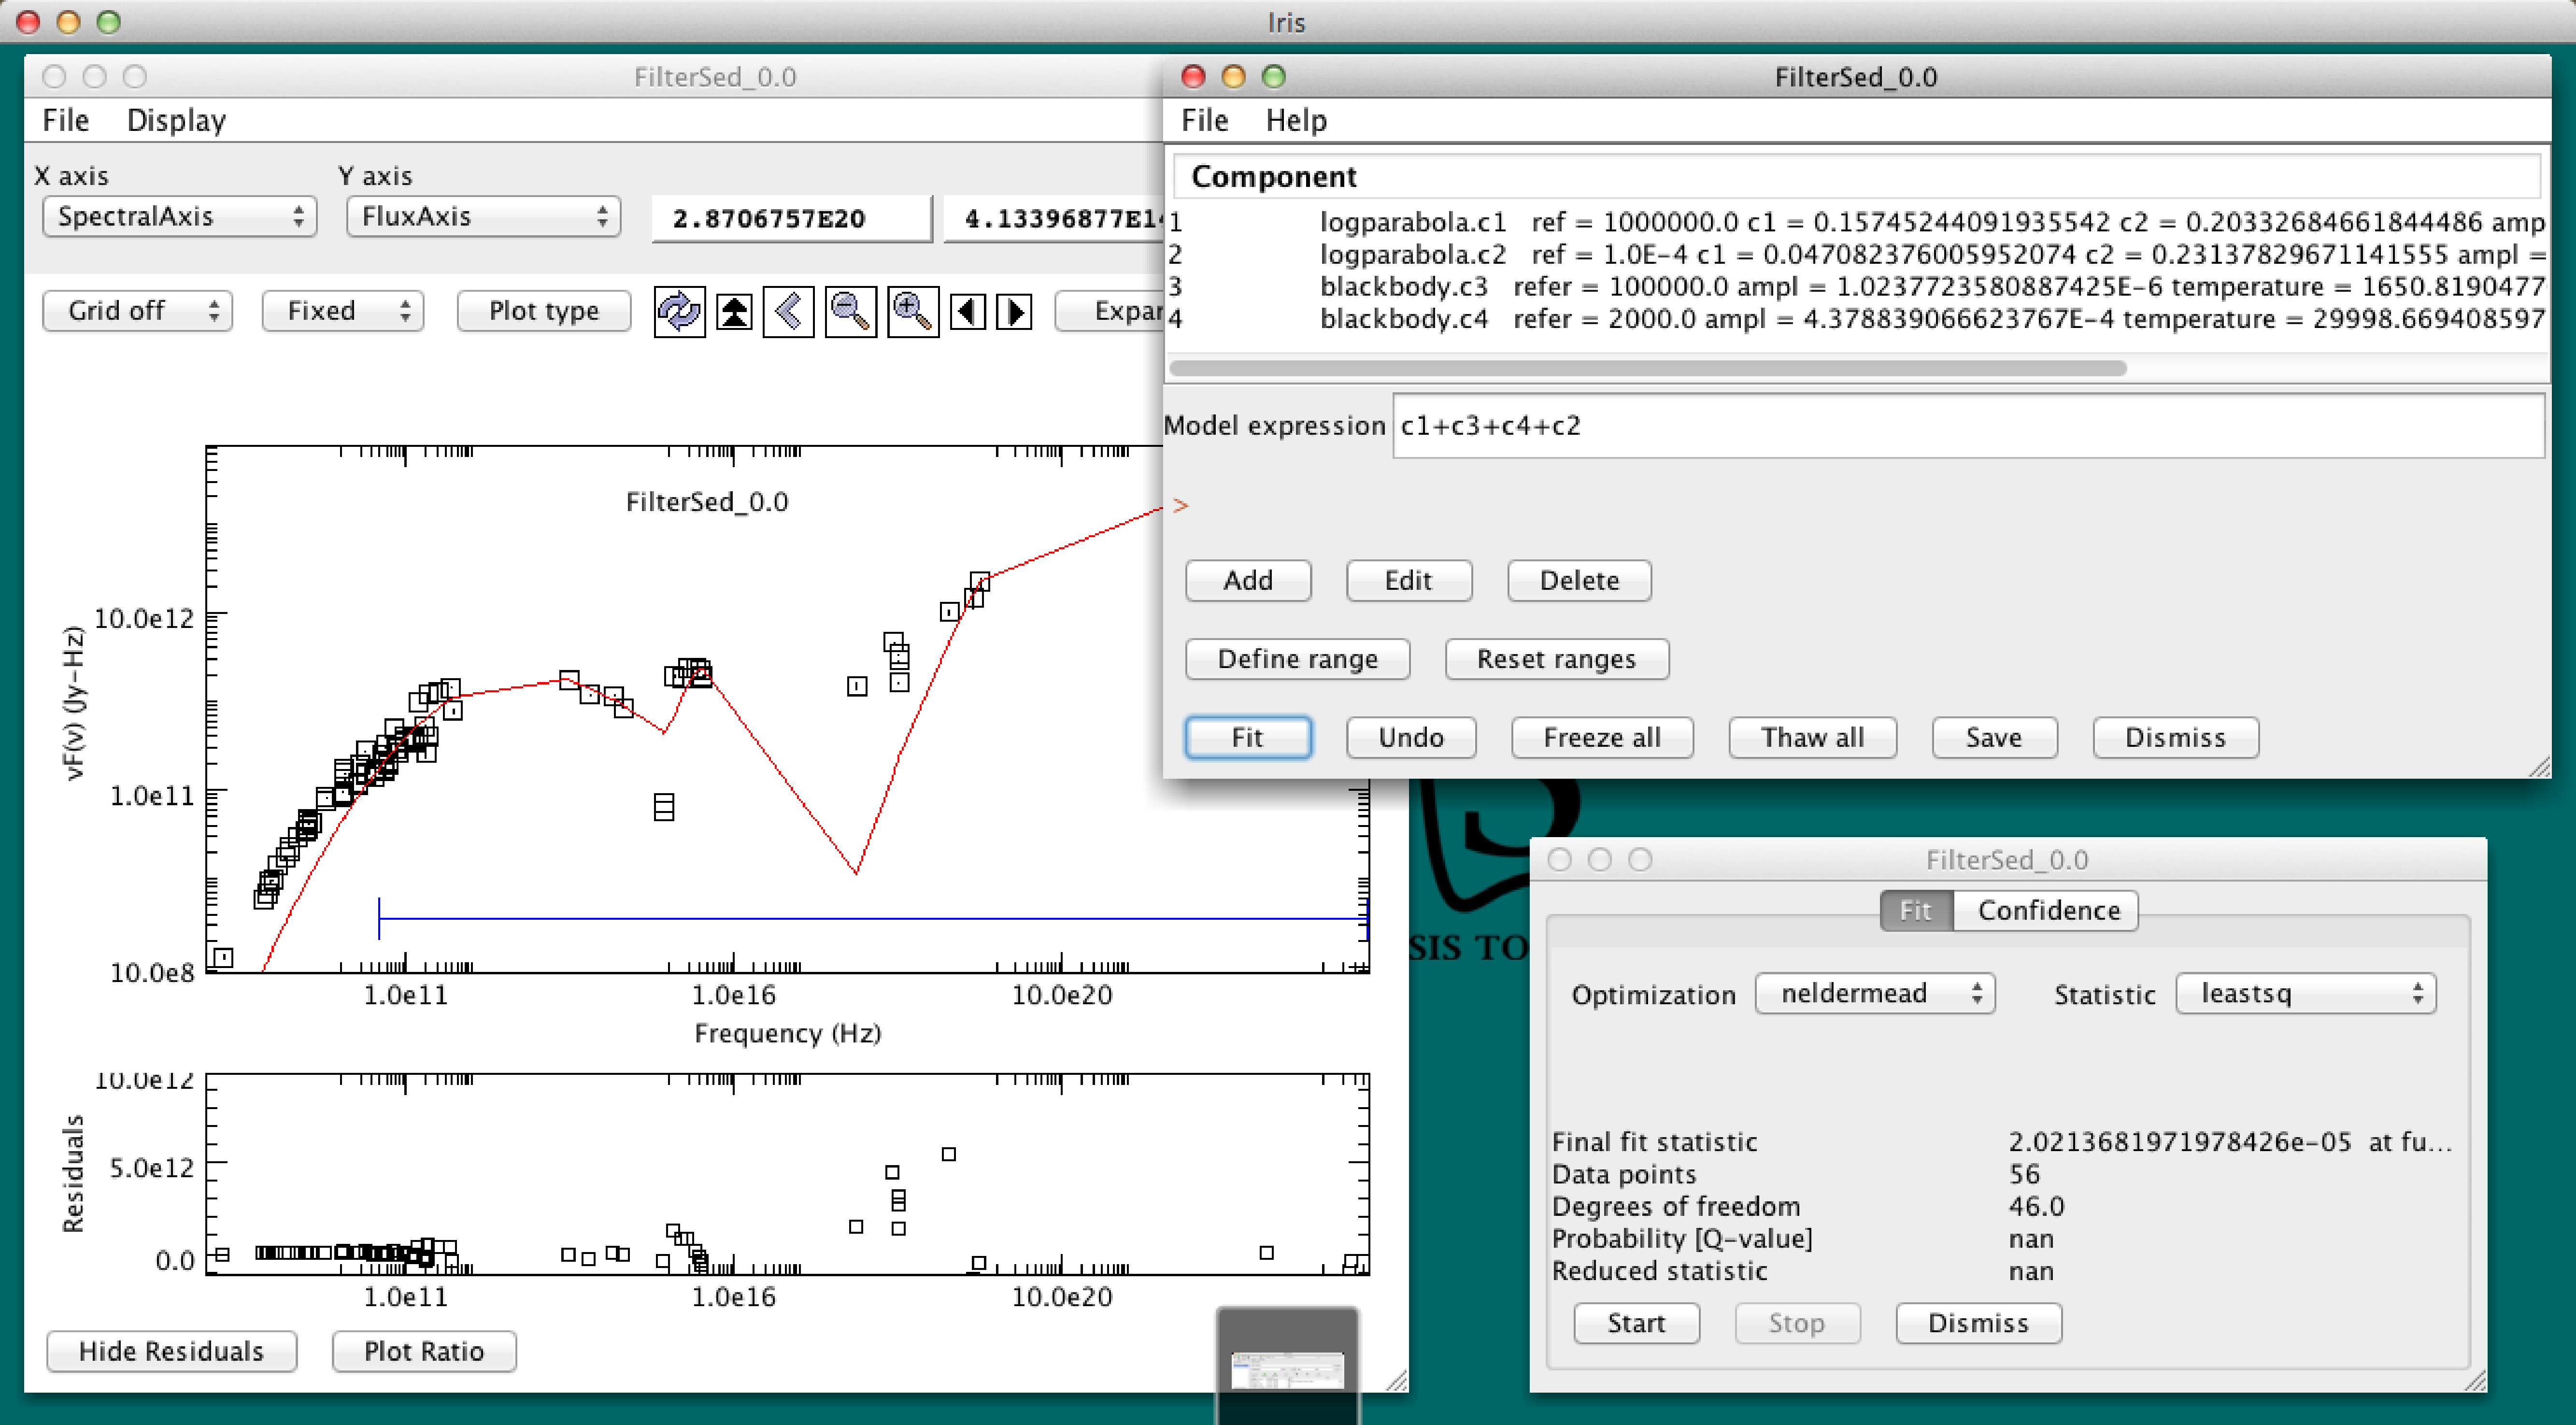 Iris
FilterSed_0.0
File Display
X axis
Y axis
SpectralAxis
FluxAxis
2.8706757E20
4.13396877E1
Grid off
Fixed
Plot type
FilterSed_0.0
10.0e12
1.0e11
10.0e8
νF(ν) (Jy-Hz)
1.0e11
1.0e16
10.0e20
Frequency (Hz)
10.0e12
5.0e12
0.0
Residuals
1.0e11
1.0e16
10.0e20
Hide Residuals
Plot Ratio
FilterSed_0.0
File Help
Component
1 logparabola.c1 ref = 1000000.0 c1 = 0.15745244091935542 c2 = 0.20332684661844486 amp
2 logparabola.c2 ref = 1.0E-4 c1 = 0.047082376005952074 c2 = 0.23137829671141555 ampl =
3 blackbody.c3 refer = 100000.0 ampl = 1.0237723580887425E-6 temperature = 1650.8190477
4 blackbody.c4 refer = 2000.0 ampl = 4.378839066623767E-4 temperature = 29998.669408597
Model expression c1+c3+c4+c2
>
Add Edit Delete
Define range Reset ranges
Fit Undo Freeze all Thaw all Save Dismiss
SIS TO
FilterSed_0.0
Fit Confidence
Optimization neldermead Statistic leastsq
Final fit statistic 2.0213681971978426e-05 at fu...
Data points 56
Degrees of freedom 46.0
Probability [Q-value] nan
Reduced statistic nan
Start Stop Dismiss